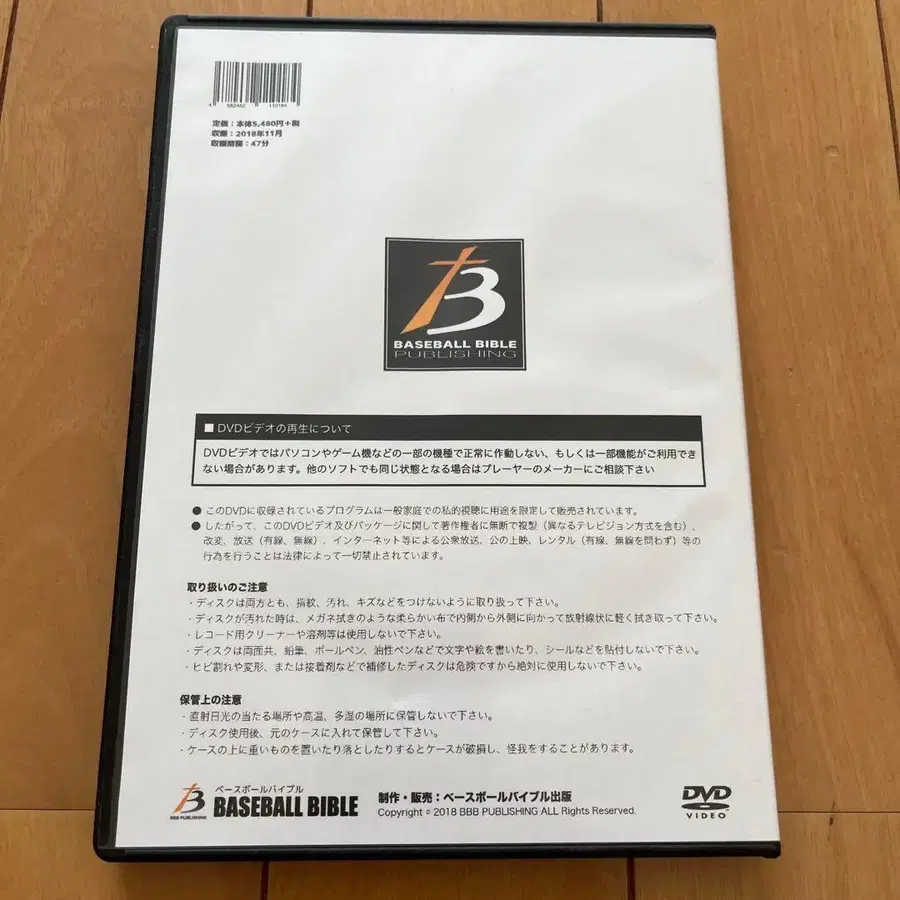 4 582462 110184
定価：本体5,480円＋税
収録：2018年11月
収録時間：47分
B
BASEBALL BIBLE
PUBLISHING
■ DVDビデオの再生について
DVDビデオではパソコンやゲーム機などの一部の機種で正常に作動しない、もしくは一部機能がご利用でき
ない場合があります。他のソフトでも同じ状態となる場合はプレーヤーのメーカーにご相談下さい
● このDVDに収録されているプログラムは一般家庭での私的視聴に用途を限定して販売されています。
● したがって、このDVDビデオ及びパッケージに関して著作権者に無断で複製（異なるテレビジョン方式を含む）、
改変、放送（有線、無線）、インターネット等による公衆放送、公の上映、レンタル（有線、無線を問わず）等の
行為を行うことは法律によって一切禁止されています。
取り扱いのご注意
・ディスクは両方とも、指紋、汚れ、キズなどをつけないように取り扱って下さい。
・ディスクが汚れた時は、メガネ拭きのような柔らかい布で内側から外側に向かって放射線状に軽く拭き取って下さい。
・レコード用クリーナーや溶剤等は使用しないで下さい。
・ディスクは両面共、鉛筆、ボールペン、油性ペンなどで文字や絵を書いたり、シールなどを貼付しないで下さい。
・ヒビ割れや変形、または接着剤などで補修したディスクは危険ですから絶対に使用しないで下さい。
保管上の注意
・直射日光の当たる場所や高温、多湿の場所に保管しないで下さい。
・ディスク使用後、元のケースに入れて保管して下さい。
・ケースの上に重いものを置いたり落としたりするとケースが破損し、怪我をすることがあります。
B
BBB PUBLISHING
ベースボールバイブル
BASEBALL BIBLE
制作・販売：ベースボールバイブル出版
Copyright © 2018 BBB PUBLISHING ALL Rights Reserved.
DVD
VIDEO